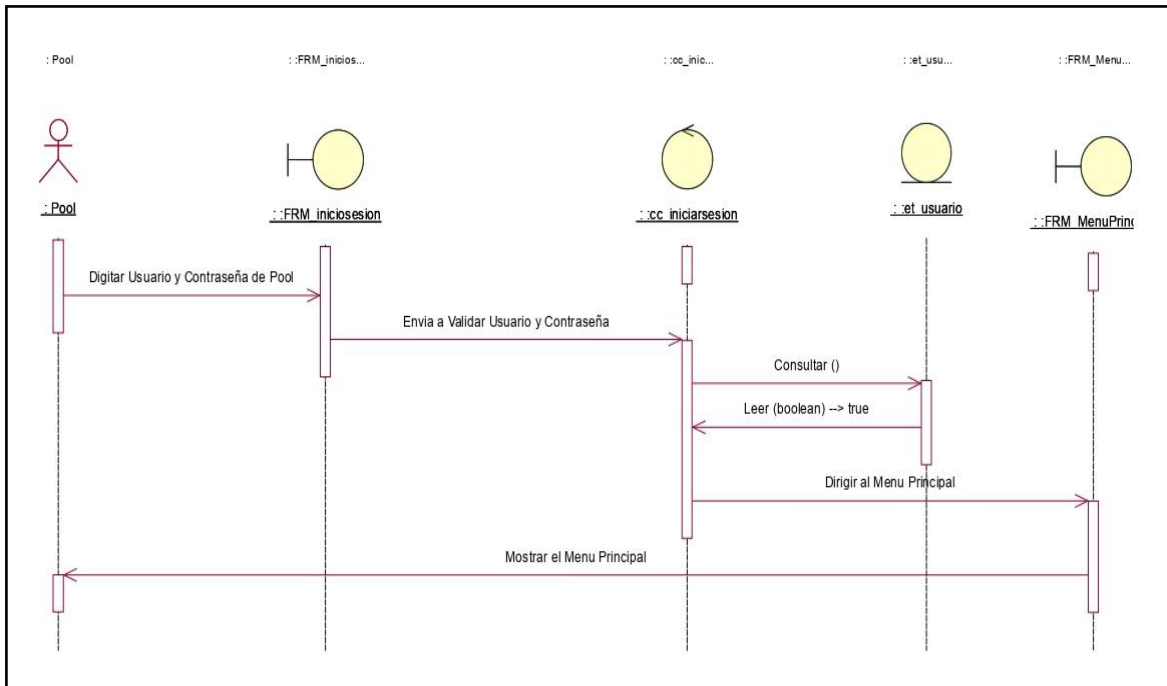 : Pool
: :FRM_inicios...
: :cc_inic...
: :et_usu...
: :FRM_Menu...
: Pool
: :FRM_iniciosesion
: :cc_iniciarsesion
: :et_usuario
: :FRM_MenuPrinc
Digitar Usuario y Contraseña de Pool
Envia a Validar Usuario y Contraseña
Consultar ()
Leer (boolean) --> true
Dirigir al Menu Principal
Mostrar el Menu Principal